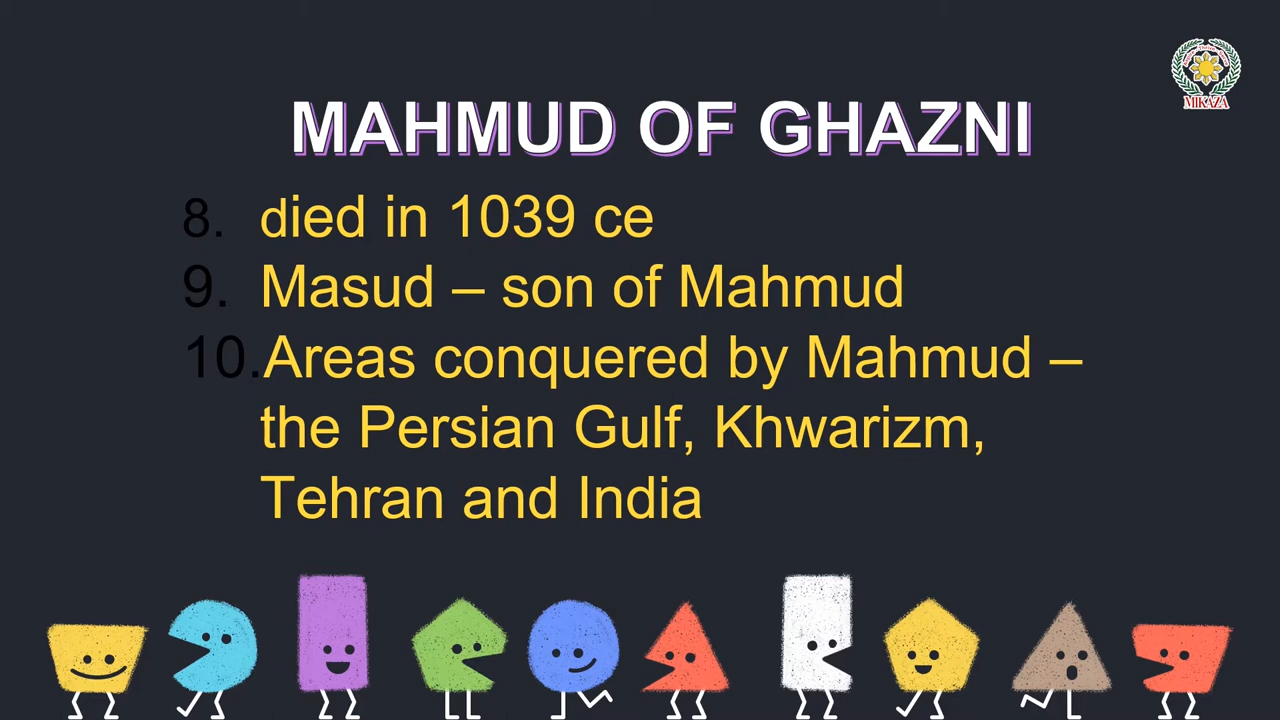 MIKAZA
MAHMUD OF GHAZNI
8. died in 1039 ce
9. Masud – son of Mahmud
10. Areas conquered by Mahmud –
the Persian Gulf, Khwarizm,
Tehran and India